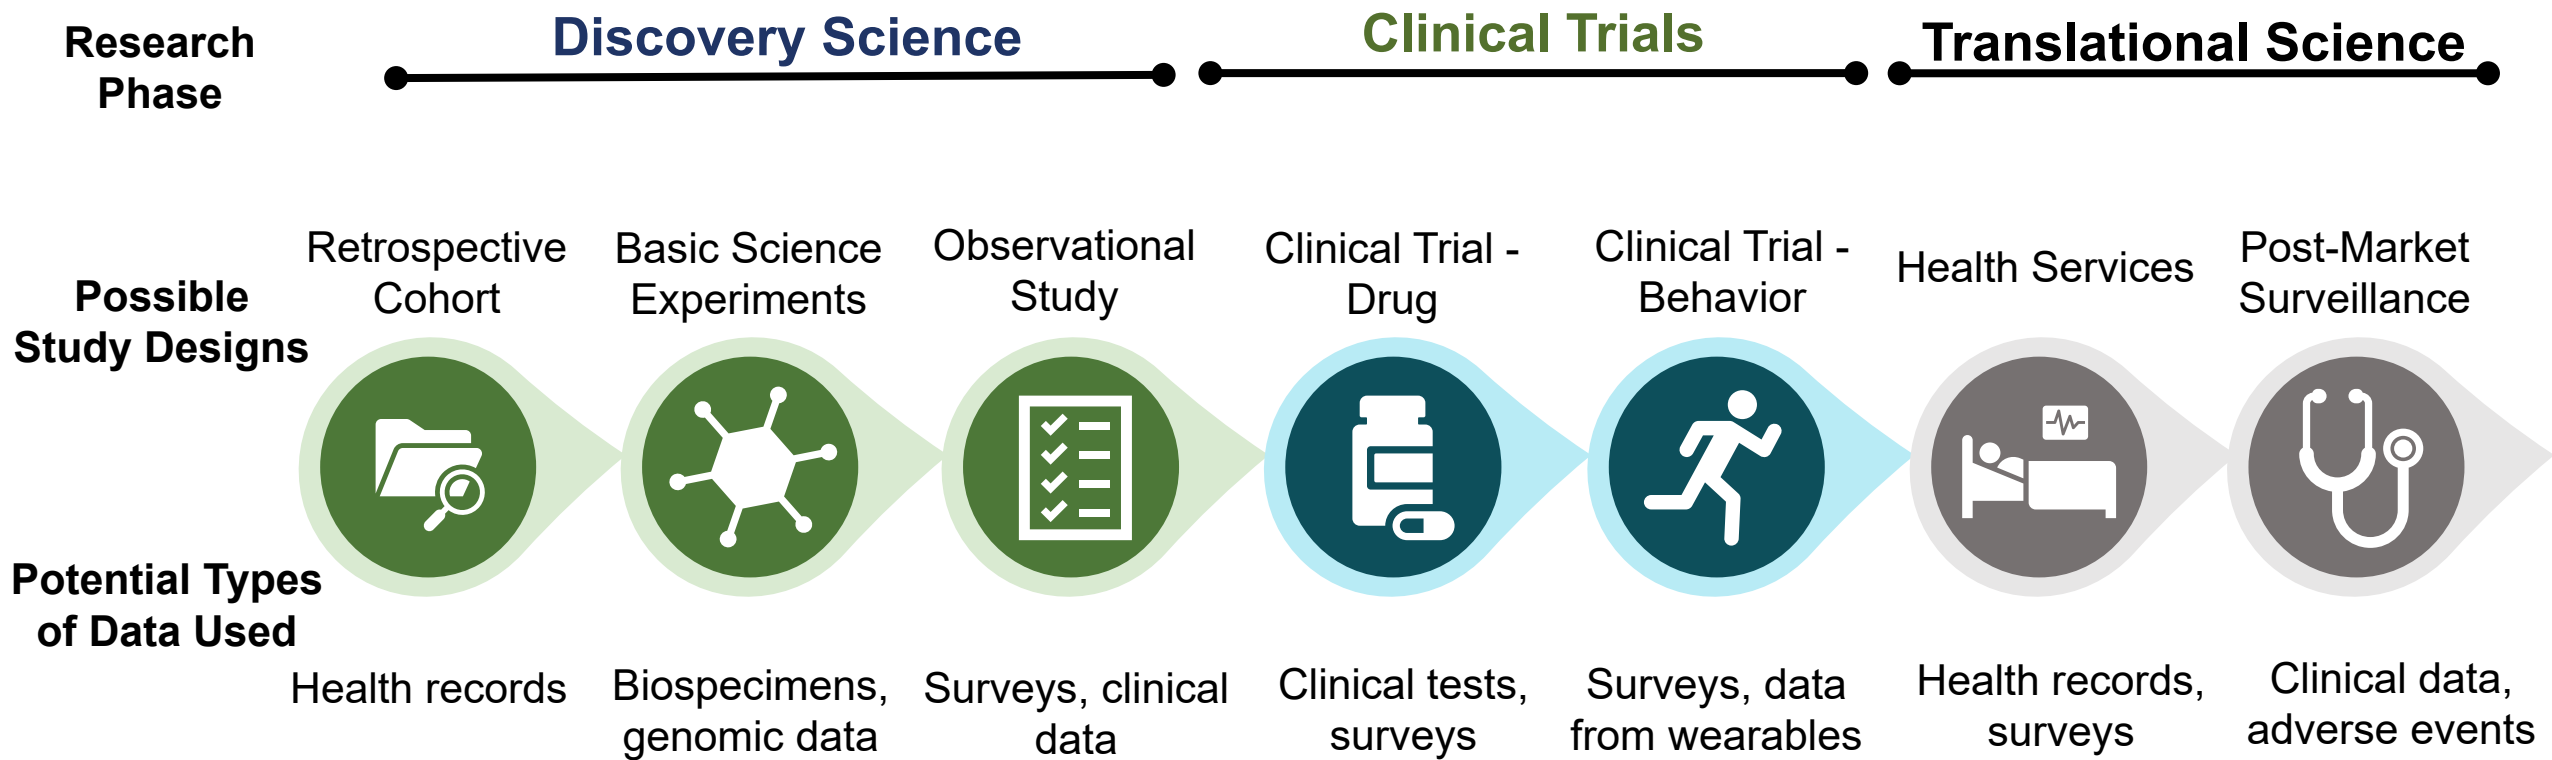 Research
Phase
Discovery Science
Clinical Trials
Translational Science
Possible
Study Designs
Retrospective
Cohort
Basic Science
Experiments
Observational
Study
Clinical Trial -
Drug
Clinical Trial -
Behavior
Health Services
Post-Market
Surveillance
Potential Types
of Data Used
Health records
Biospecimens,
genomic data
Surveys, clinical
data
Clinical tests,
surveys
Surveys, data
from wearables
Health records,
surveys
Clinical data,
adverse events